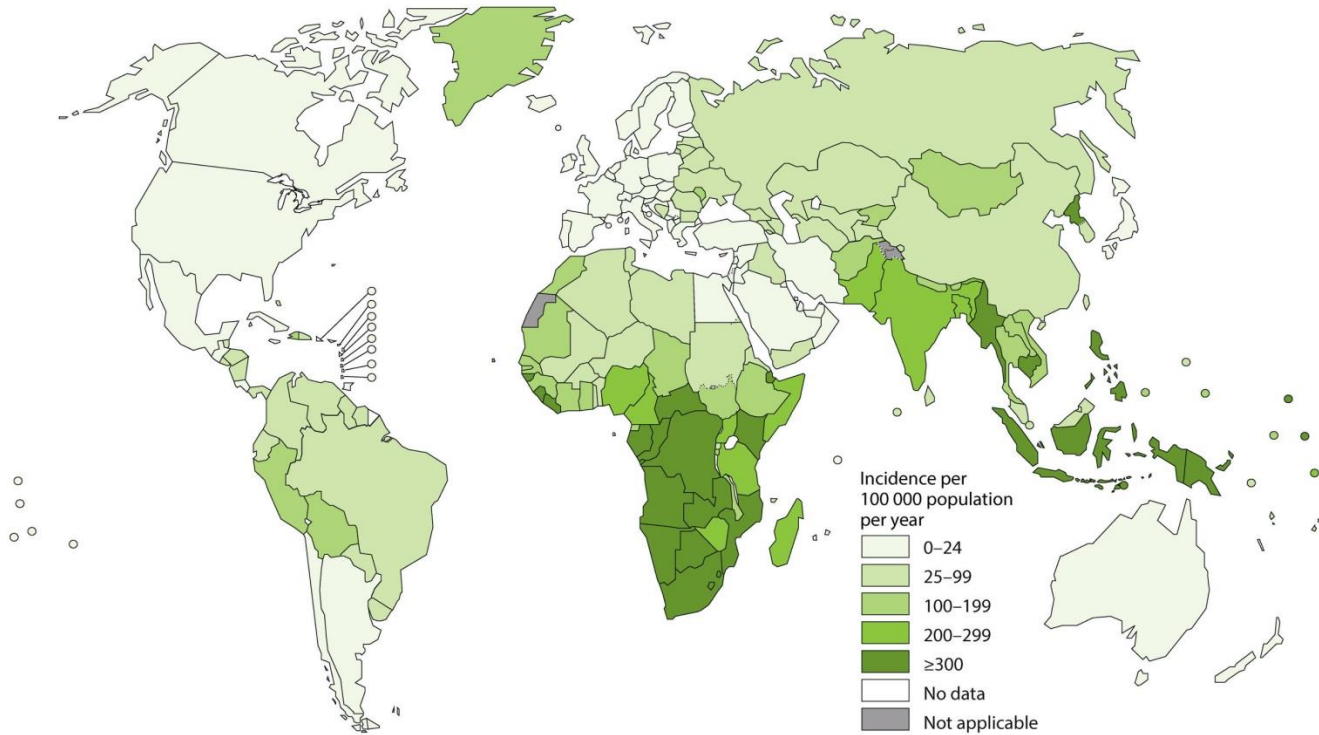 Incidence per
100 000 population
per year
0–24
25–99
100–199
200–299
≥300
No data
Not applicable